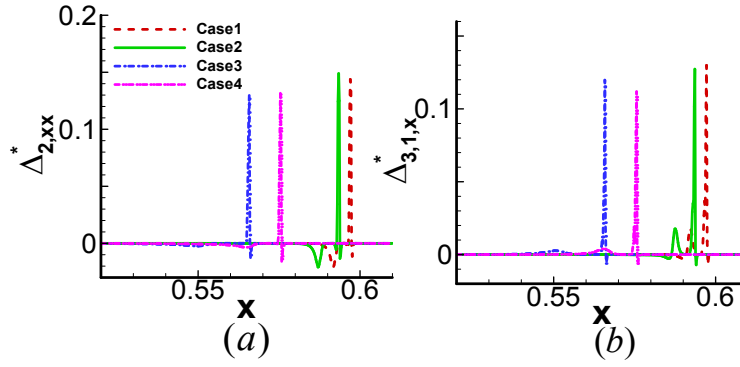 0.2
Case1
Case2
Case3
Case4
0.1
0
Δ*2,xx
0.55
0.6
x
(a)
0.1
0
Δ*3,1,x
0.55
0.6
x
(b)